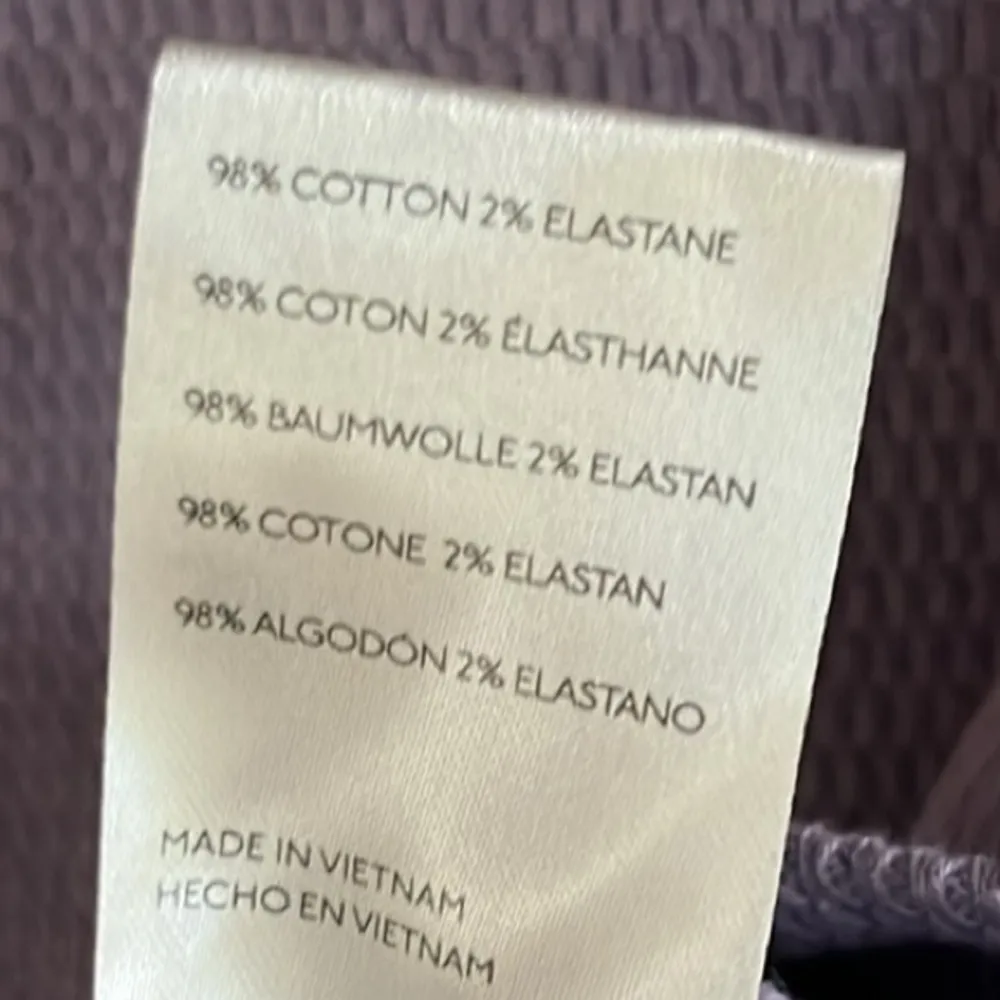 98% COTTON 2% ELASTANE
98% COTON 2% ÉLASTHANNE
98% BAUMWOLLE 2% ELASTAN
98% COTONE 2% ELASTAN
98% ALGODÓN 2% ELASTANO
MADE IN VIETNAM
HECHO EN VIETNAM